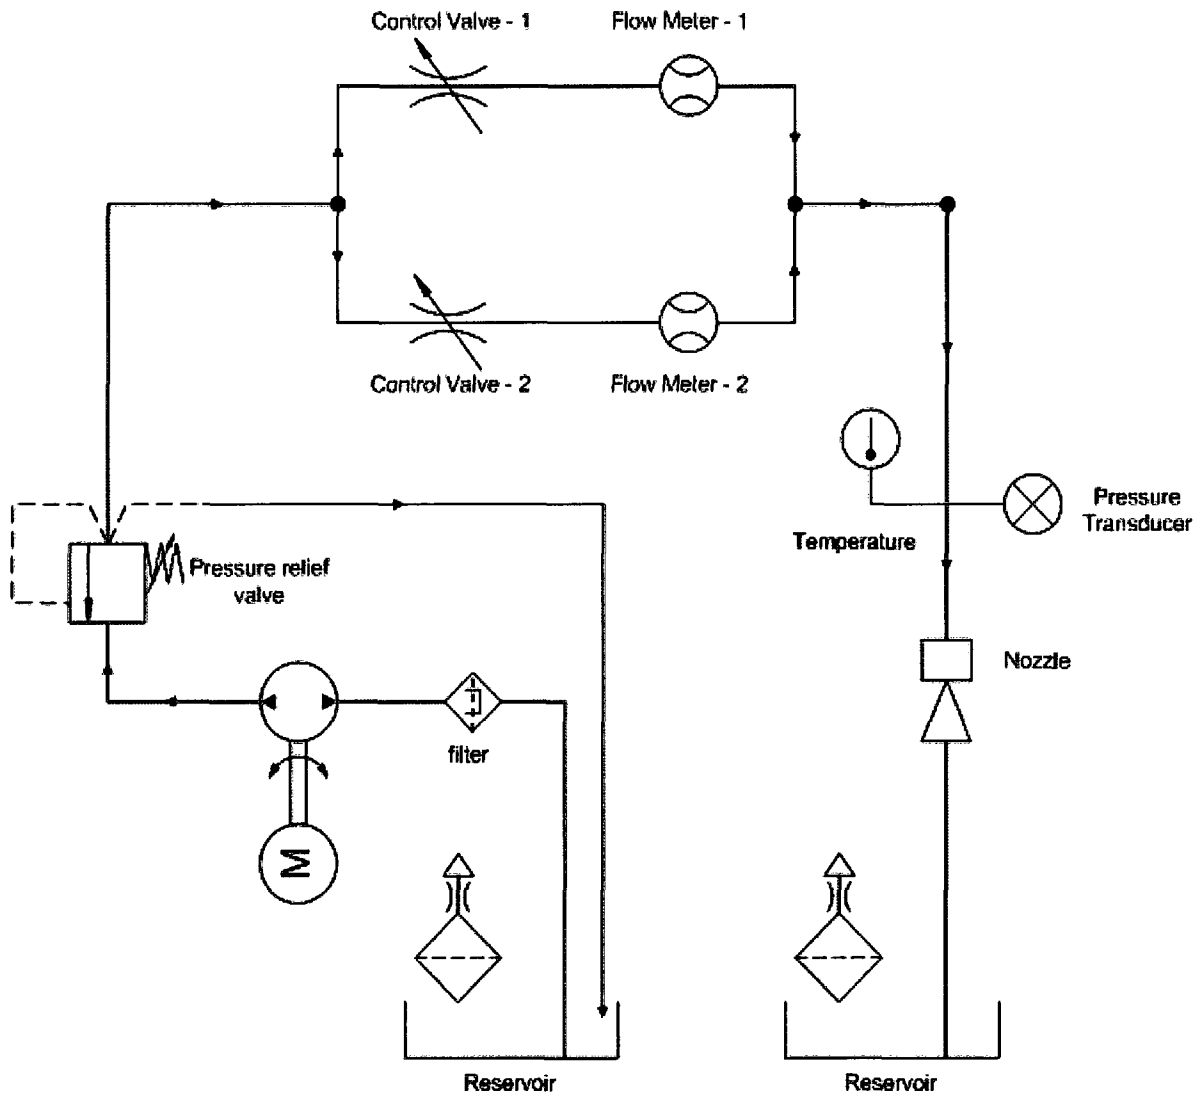 Control Valve - 1
Flow Meter - 1
Control Valve - 2
Flow Meter - 2
Pressure
Transducer
Temperature
Pressure relief
valve
Nozzle
filter
M
Reservoir
Reservoir